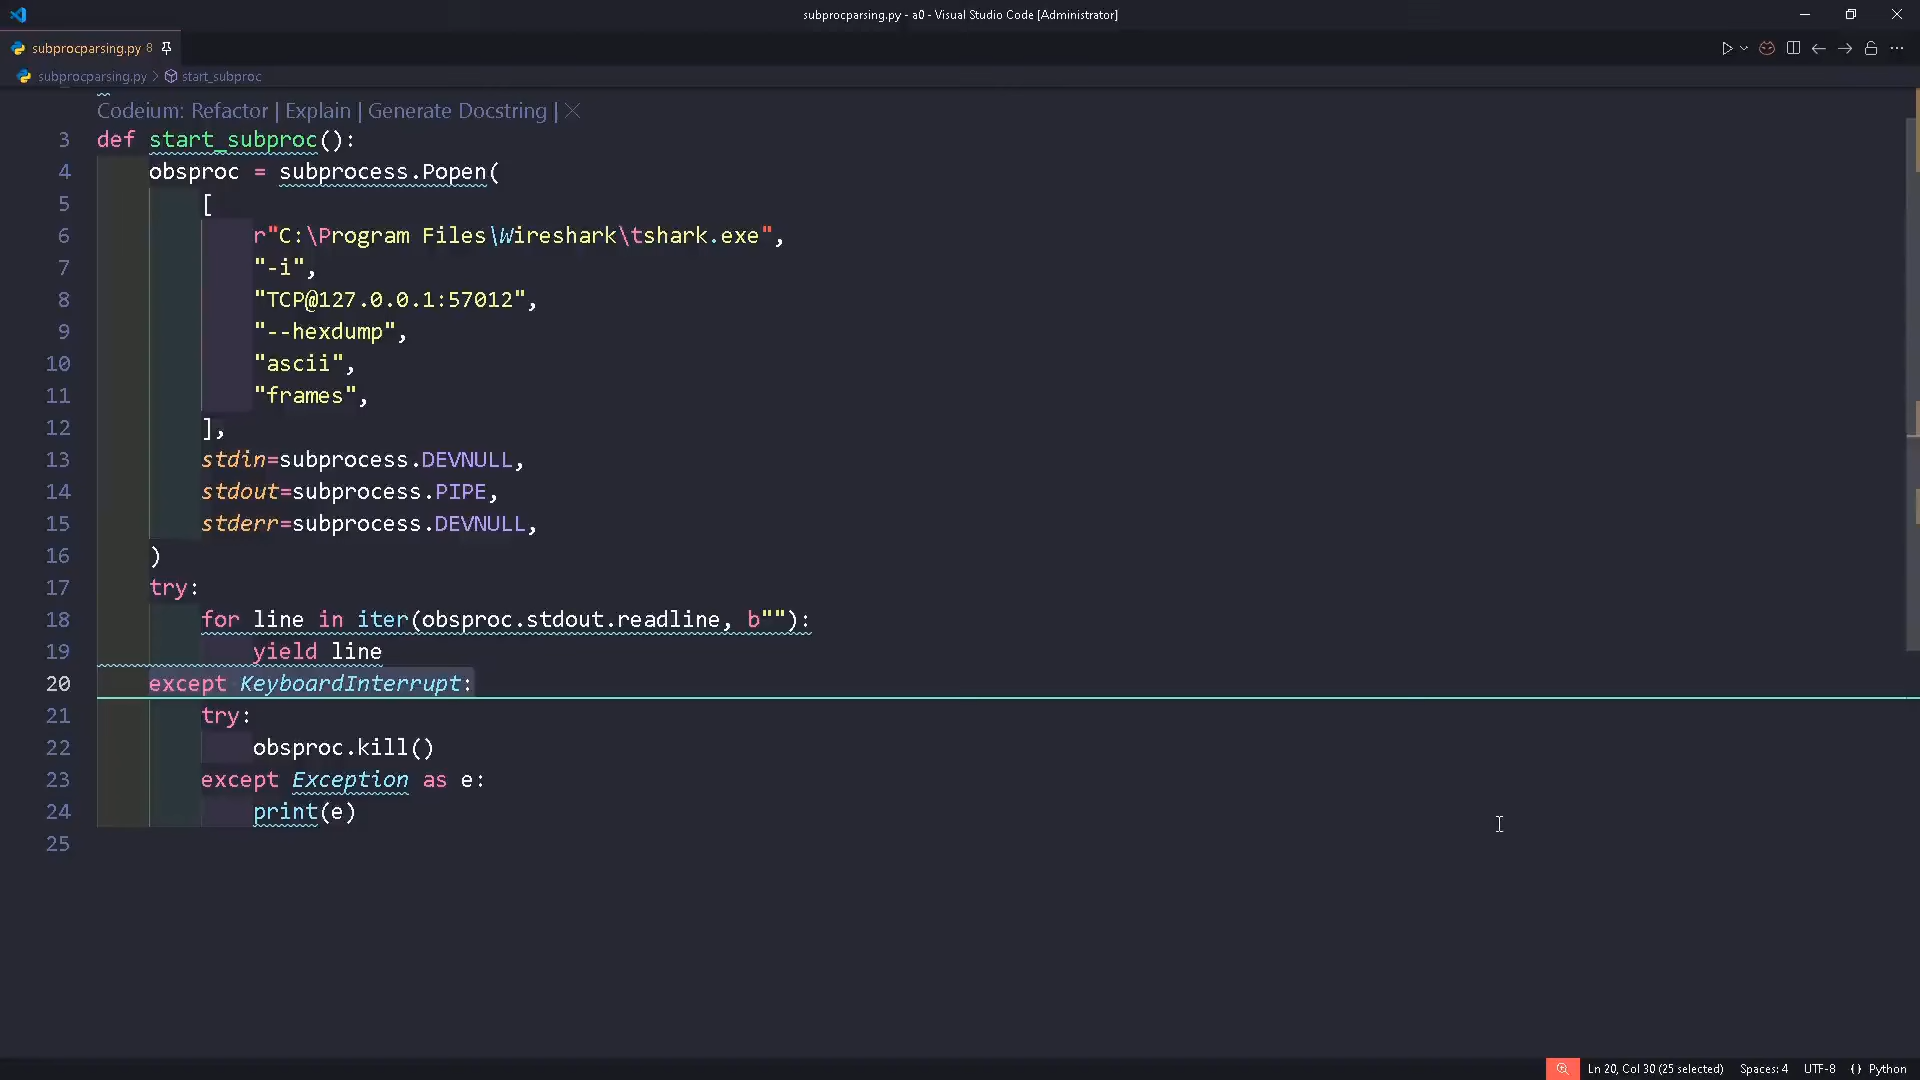 subprocparsing.py - a0 - Visual Studio Code [Administrator]
subprocparsing.py 8
subprocparsing.py > start_subproc
Codeium: Refactor | Explain | Generate Docstring | ×
3 def start_subproc():
4     obsproc = subprocess.Popen(
5         [
6             r"C:\Program Files\Wireshark\tshark.exe",
7             "-i",
8             "TCP@127.0.0.1:57012",
9             "--hexdump",
10             "ascii",
11             "frames",
12         ],
13         stdin=subprocess.DEVNULL,
14         stdout=subprocess.PIPE,
15         stderr=subprocess.DEVNULL,
16     )
17     try:
18         for line in iter(obsproc.stdout.readline, b""):
19             yield line
20     except KeyboardInterrupt:
21         try:
22             obsproc.kill()
23         except Exception as e:
24             print(e)
25
Ln 20, Col 30 (25 selected) Spaces: 4 UTF-8 {} Python